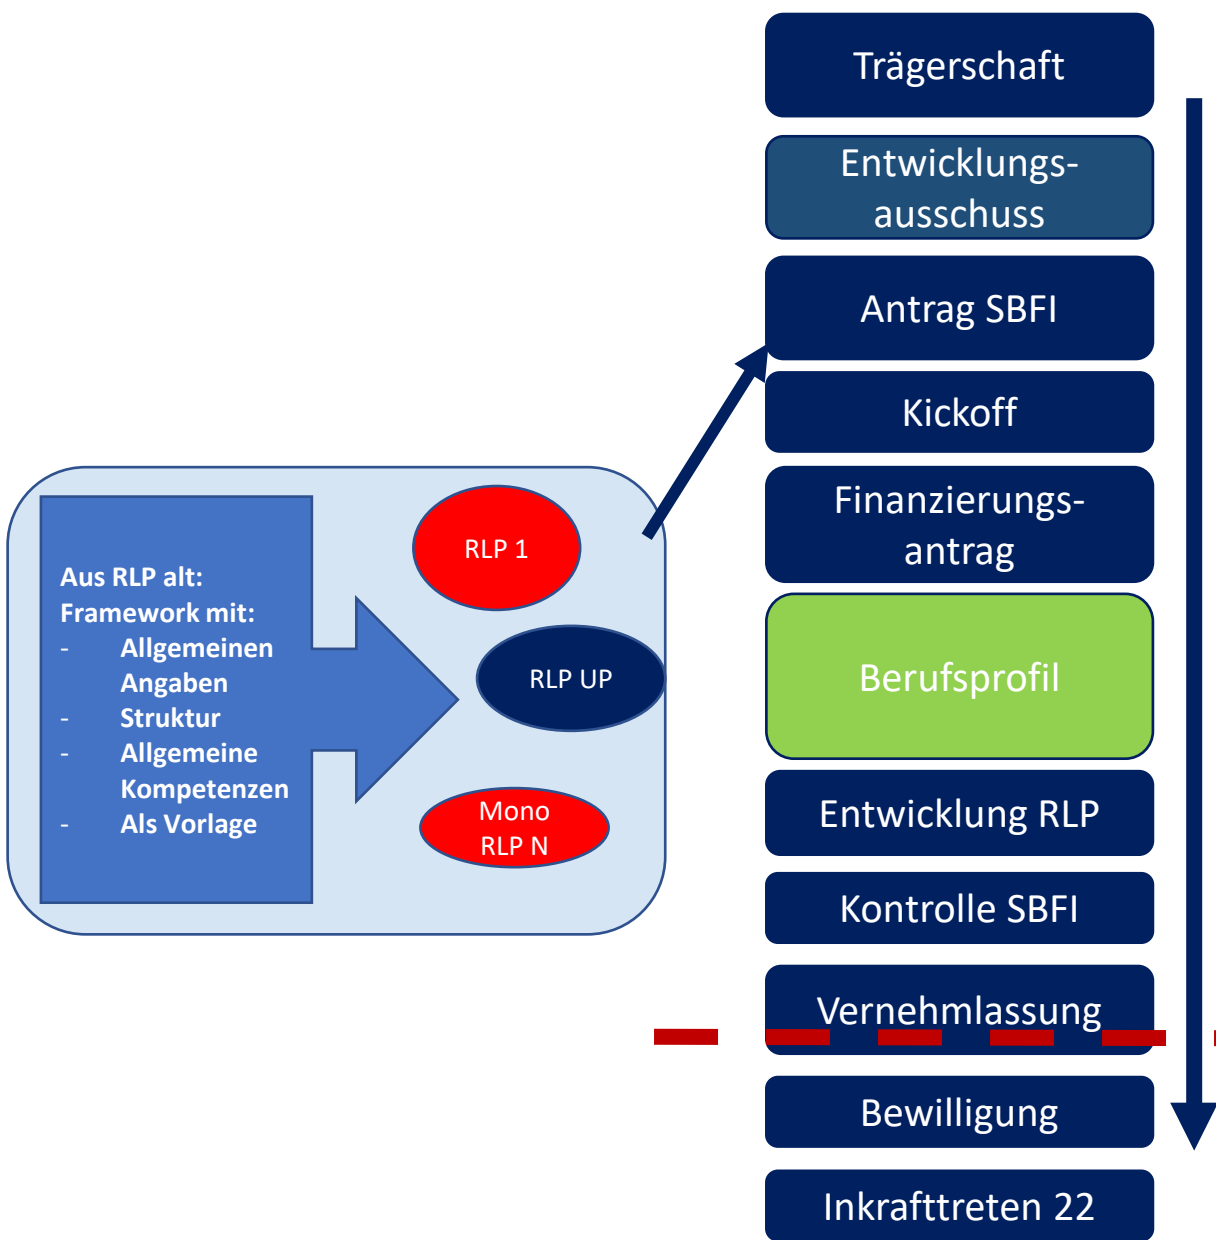 Trägerschaft
Entwicklungs-
ausschuss
Antrag SBFI
Kickoff
Finanzierungs-
antrag
Berufsprofil
Entwicklung RLP
Kontrolle SBFI
Vernehmlassung
Bewilligung
Inkrafttreten 22
Aus RLP alt:
Framework mit:
- Allgemeinen
Angaben
- Struktur
- Allgemeine
Kompetenzen
- Als Vorlage
RLP 1
RLP UP
Mono
RLP N